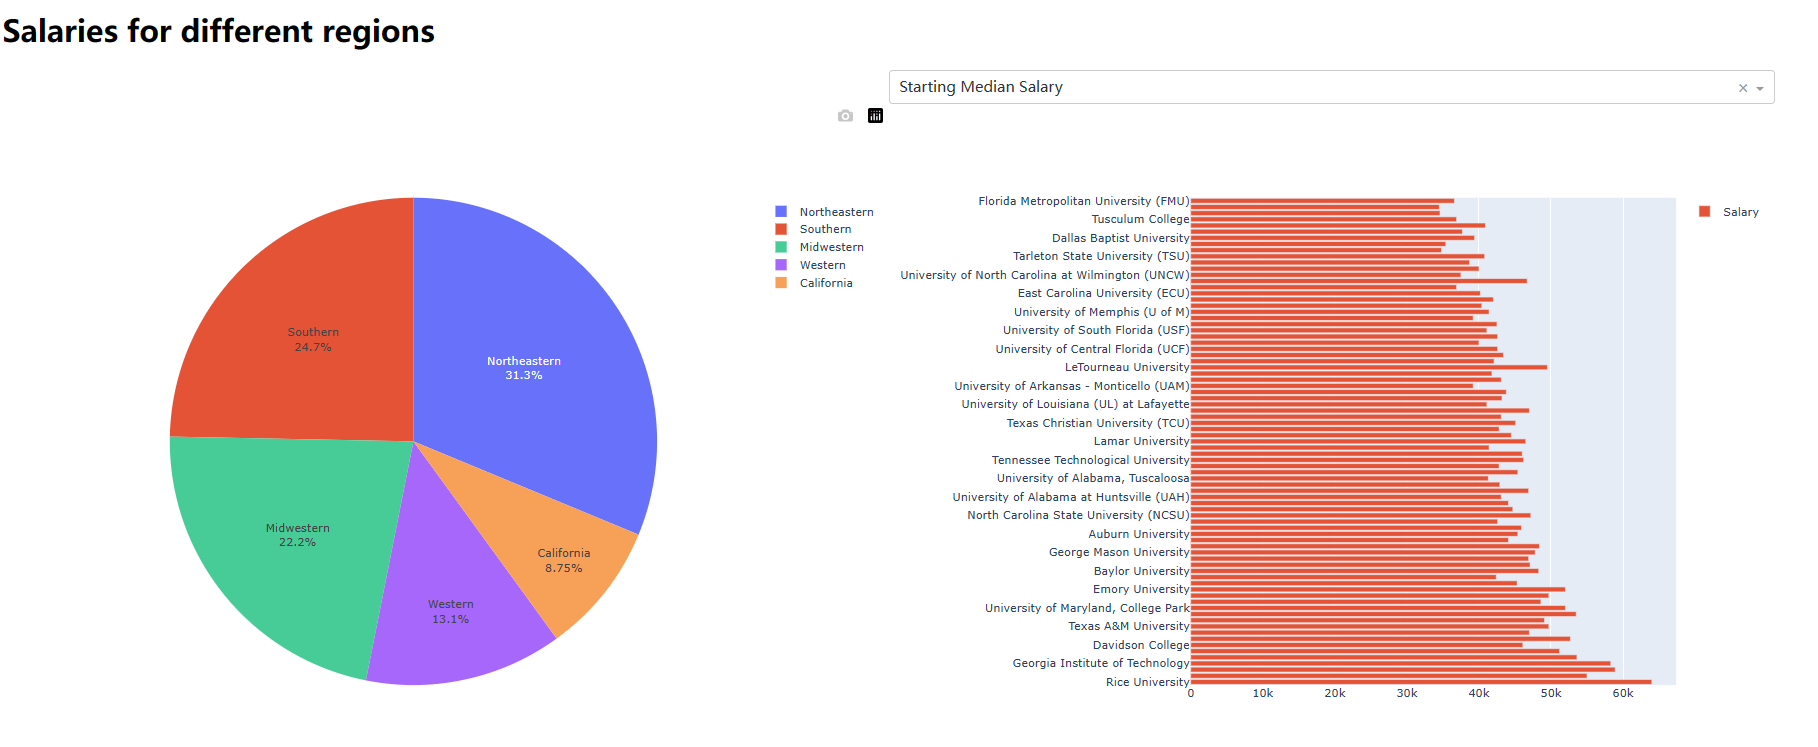 Salaries for different regions
Starting Median Salary
Northeastern
Southern
Midwestern
Western
California
Southern
24.7%
Northeastern
31.3%
Midwestern
22.2%
California
8.75%
Western
13.1%
Florida Metropolitan University (FMU)
Tusculum College
Dallas Baptist University
Tarleton State University (TSU)
University of North Carolina at Wilmington (UNCW)
East Carolina University (ECU)
University of Memphis (U of M)
University of South Florida (USF)
University of Central Florida (UCF)
LeTourneau University
University of Arkansas - Monticello (UAM)
University of Louisiana (UL) at Lafayette
Texas Christian University (TCU)
Lamar University
Tennessee Technological University
University of Alabama, Tuscaloosa
University of Alabama at Huntsville (UAH)
North Carolina State University (NCSU)
Auburn University
George Mason University
Baylor University
Emory University
University of Maryland, College Park
Texas A&M University
Davidson College
Georgia Institute of Technology
Rice University
0 10k 20k 30k 40k 50k 60k
Salary